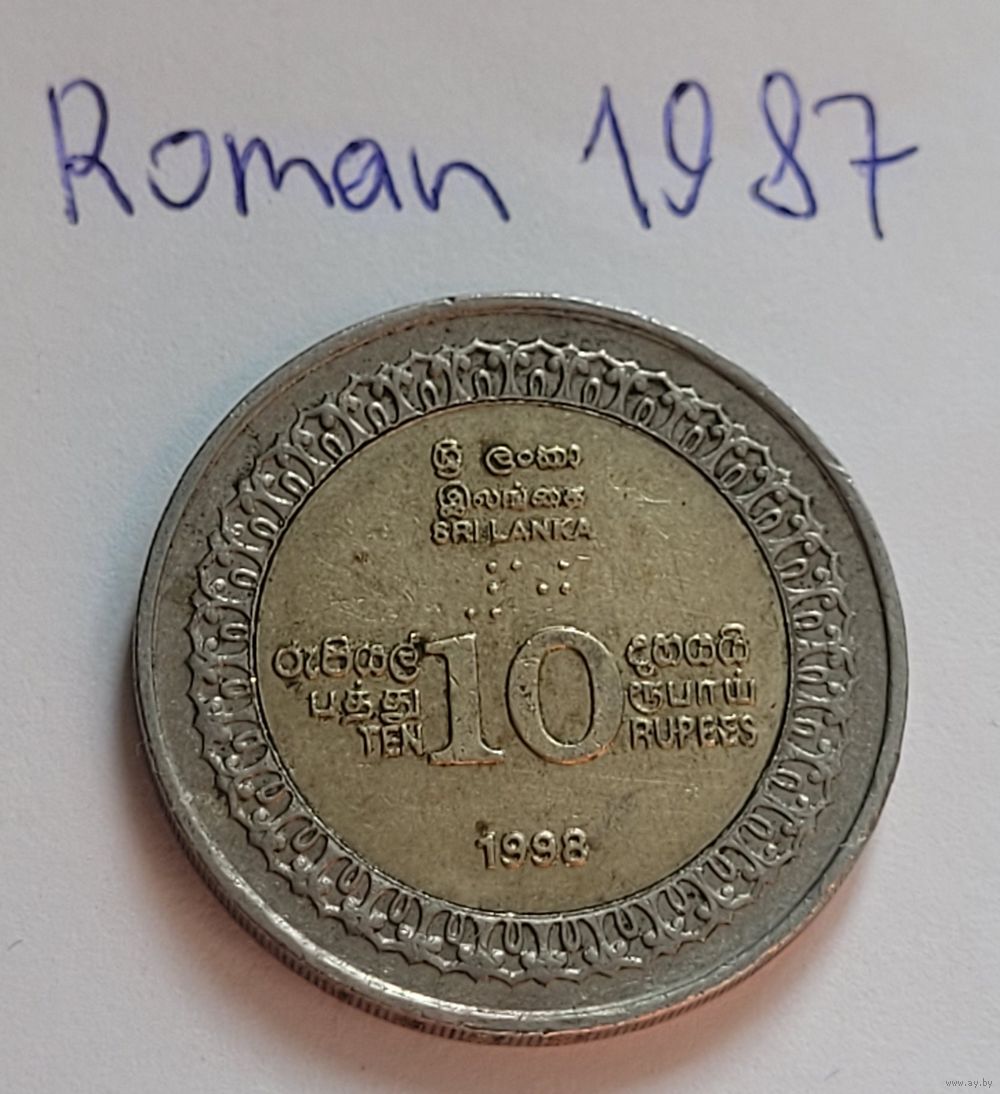 Roman 1987
ශ්‍රී ලංකා
இலங்கை
SRI LANKA
රුපියල් 10 දහයයි
பத்து ரூபாய்
TEN RUPEES
1998
www.ay.by